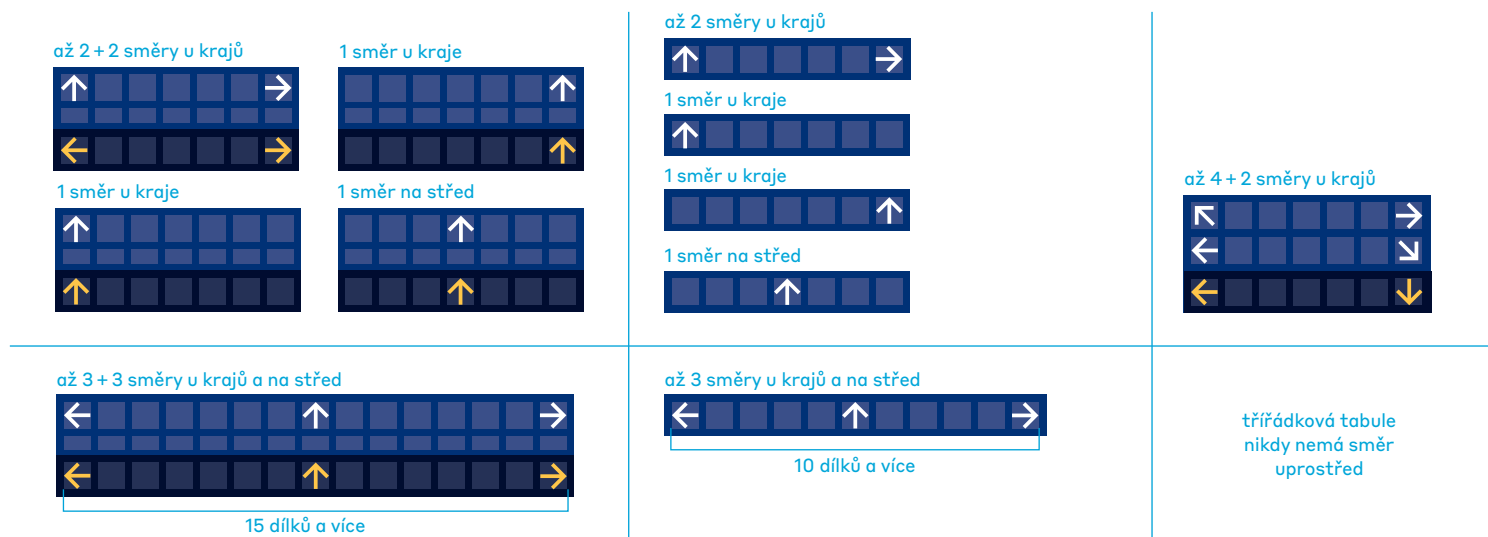 až 2 + 2 směry u krajů
1 směr u kraje
1 směr u kraje
1 směr na střed
až 2 směry u krajů
1 směr u kraje
1 směr u kraje
1 směr na střed
až 4 + 2 směry u krajů
až 3 + 3 směry u krajů a na střed
15 dílků a více
až 3 směry u krajů a na střed
10 dílků a více
třířádková tabule
nikdy nemá směr
uprostřed